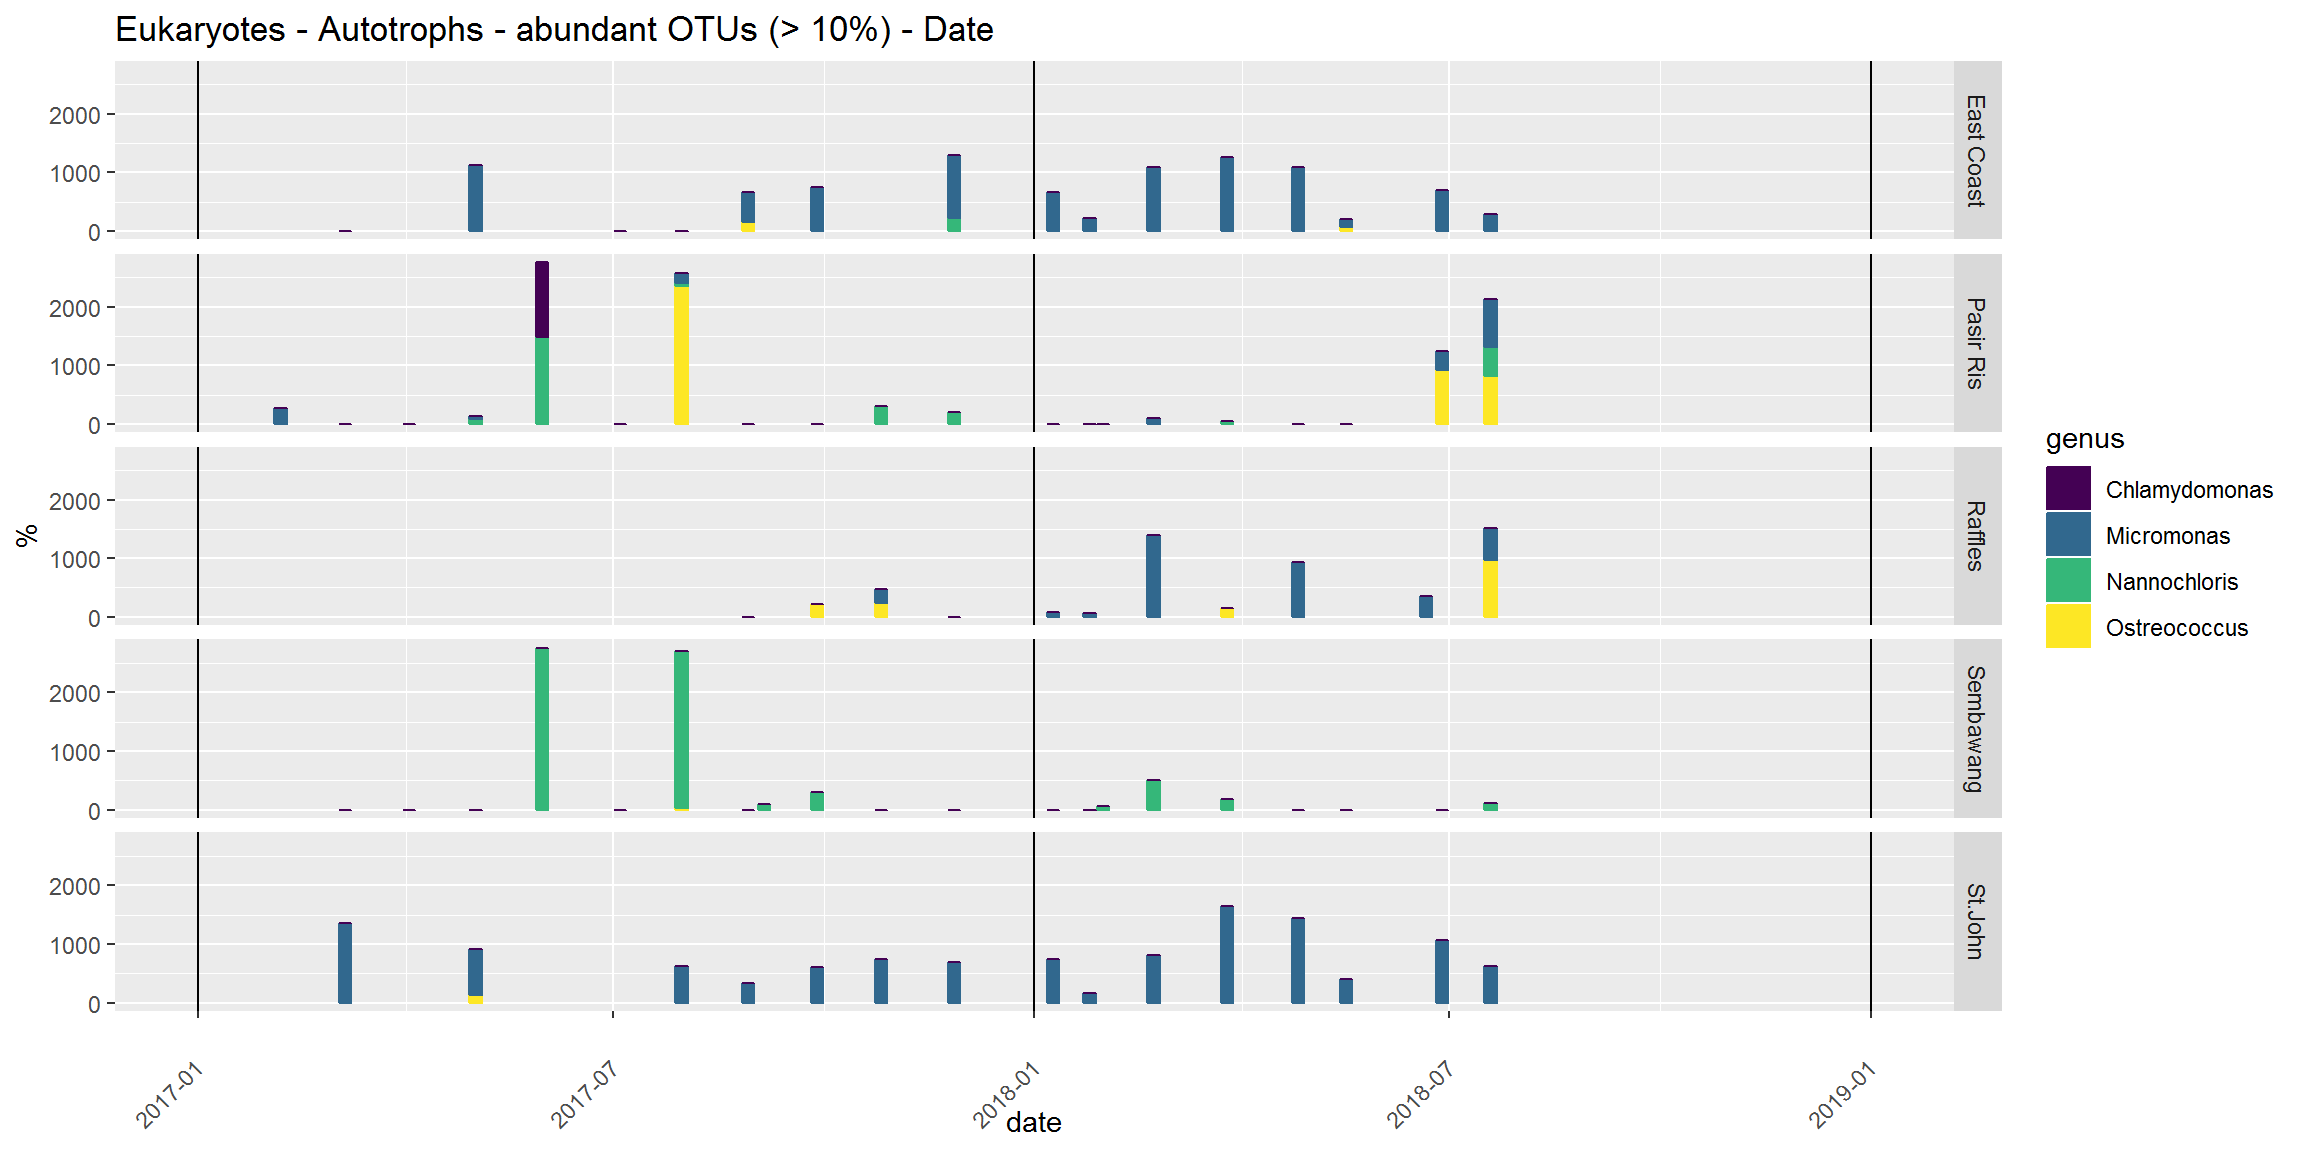 Eukaryotes - Autotrophs - abundant OTUs (> 10%) - Date
2000
1000
0
East Coast
2000
1000
0
Pasir Ris
2000
1000
0
Raffles
2000
1000
0
Sembawang
2000
1000
0
St.John
%
2017-01
2017-07
2018-01
2018-07
2019-01
date
genus
Chlamydomonas
Micromonas
Nannochloris
Ostreococcus